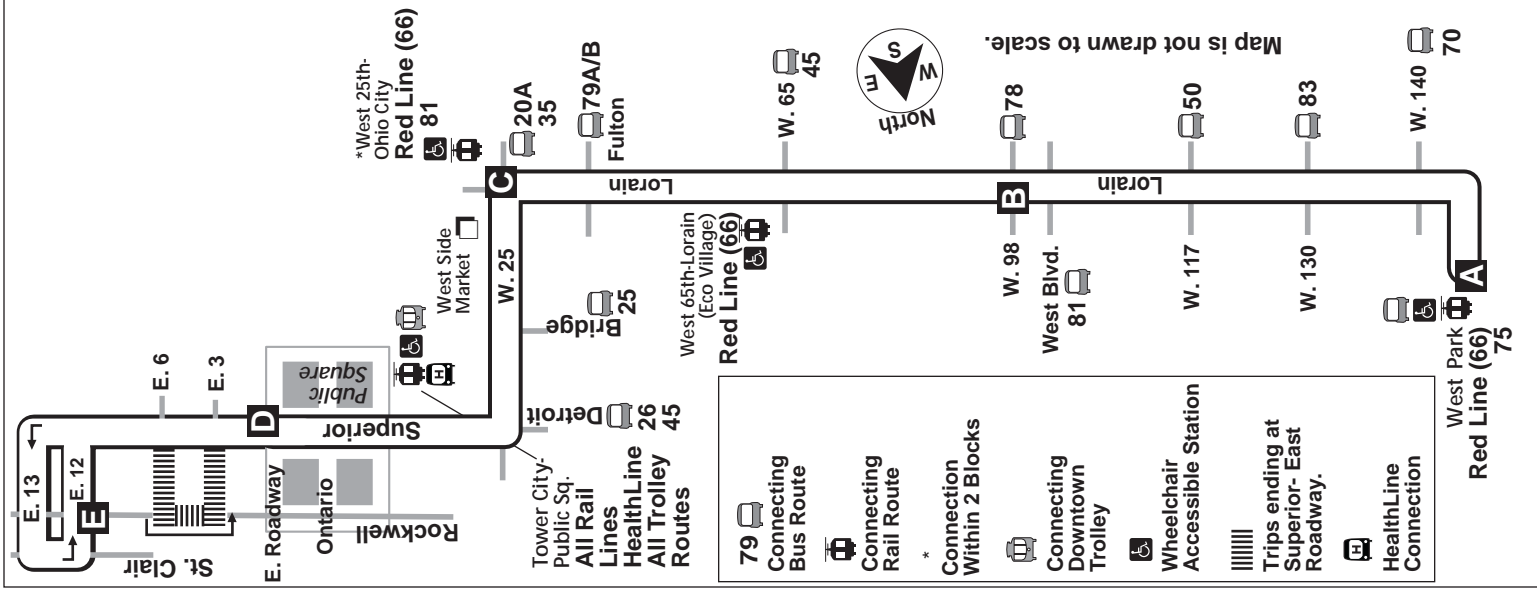 E. 13
E. 12
E
St. Clair
E. 6
E. 3
D
Public
Square
Superior
E. Roadway
Ontario
Rockwell
Tower City-
Public Sq.
All Rail
Lines
HealthLine
All Trolley
Routes
Detroit
26
45
West Side
Market
W. 25
Bridge
25
*West 25th-
Ohio City
Red Line (66)
81
C
20A
35
79A/B
Fulton
Lorain
W. 65
45
West 65th-Lorain
(Eco Village)
Red Line (66)
North
E
S
W
Map is not drawn to scale.
B
W. 98
78
West Blvd.
81
Lorain
W. 117
50
W. 130
83
W. 140
70
A
West Park
Red Line (66)
75
79
Connecting
Bus Route
Connecting
Rail Route
*
Connection
Within 2 Blocks
Connecting
Downtown
Trolley
Wheelchair
Accessible Station
Trips ending at
Superior- East
Roadway.
H
HealthLine
Connection
H